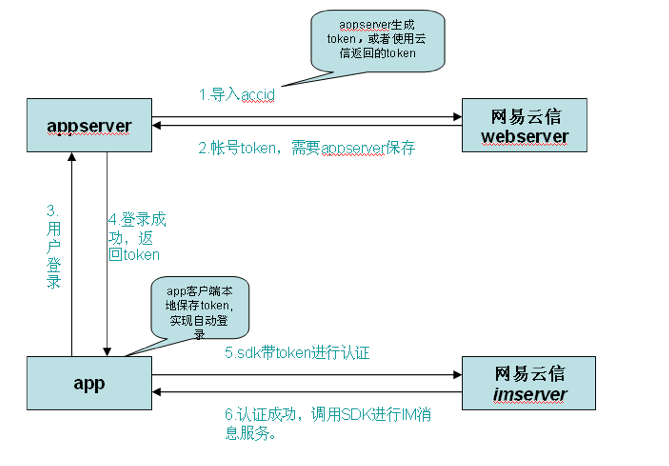 appserver生成
token，或者使用云
信返回的token
1.导入accid
appserver
网易云信
webserver
2.帐号token，需要appserver保存
3.
用
户
登
录
4.登录成
功，返
回token
app客户端本
地保存token,
实现自动登
录
5.sdk带token进行认证
app
网易云信
imserver
6.认证成功，调用SDK进行IM消
息服务。